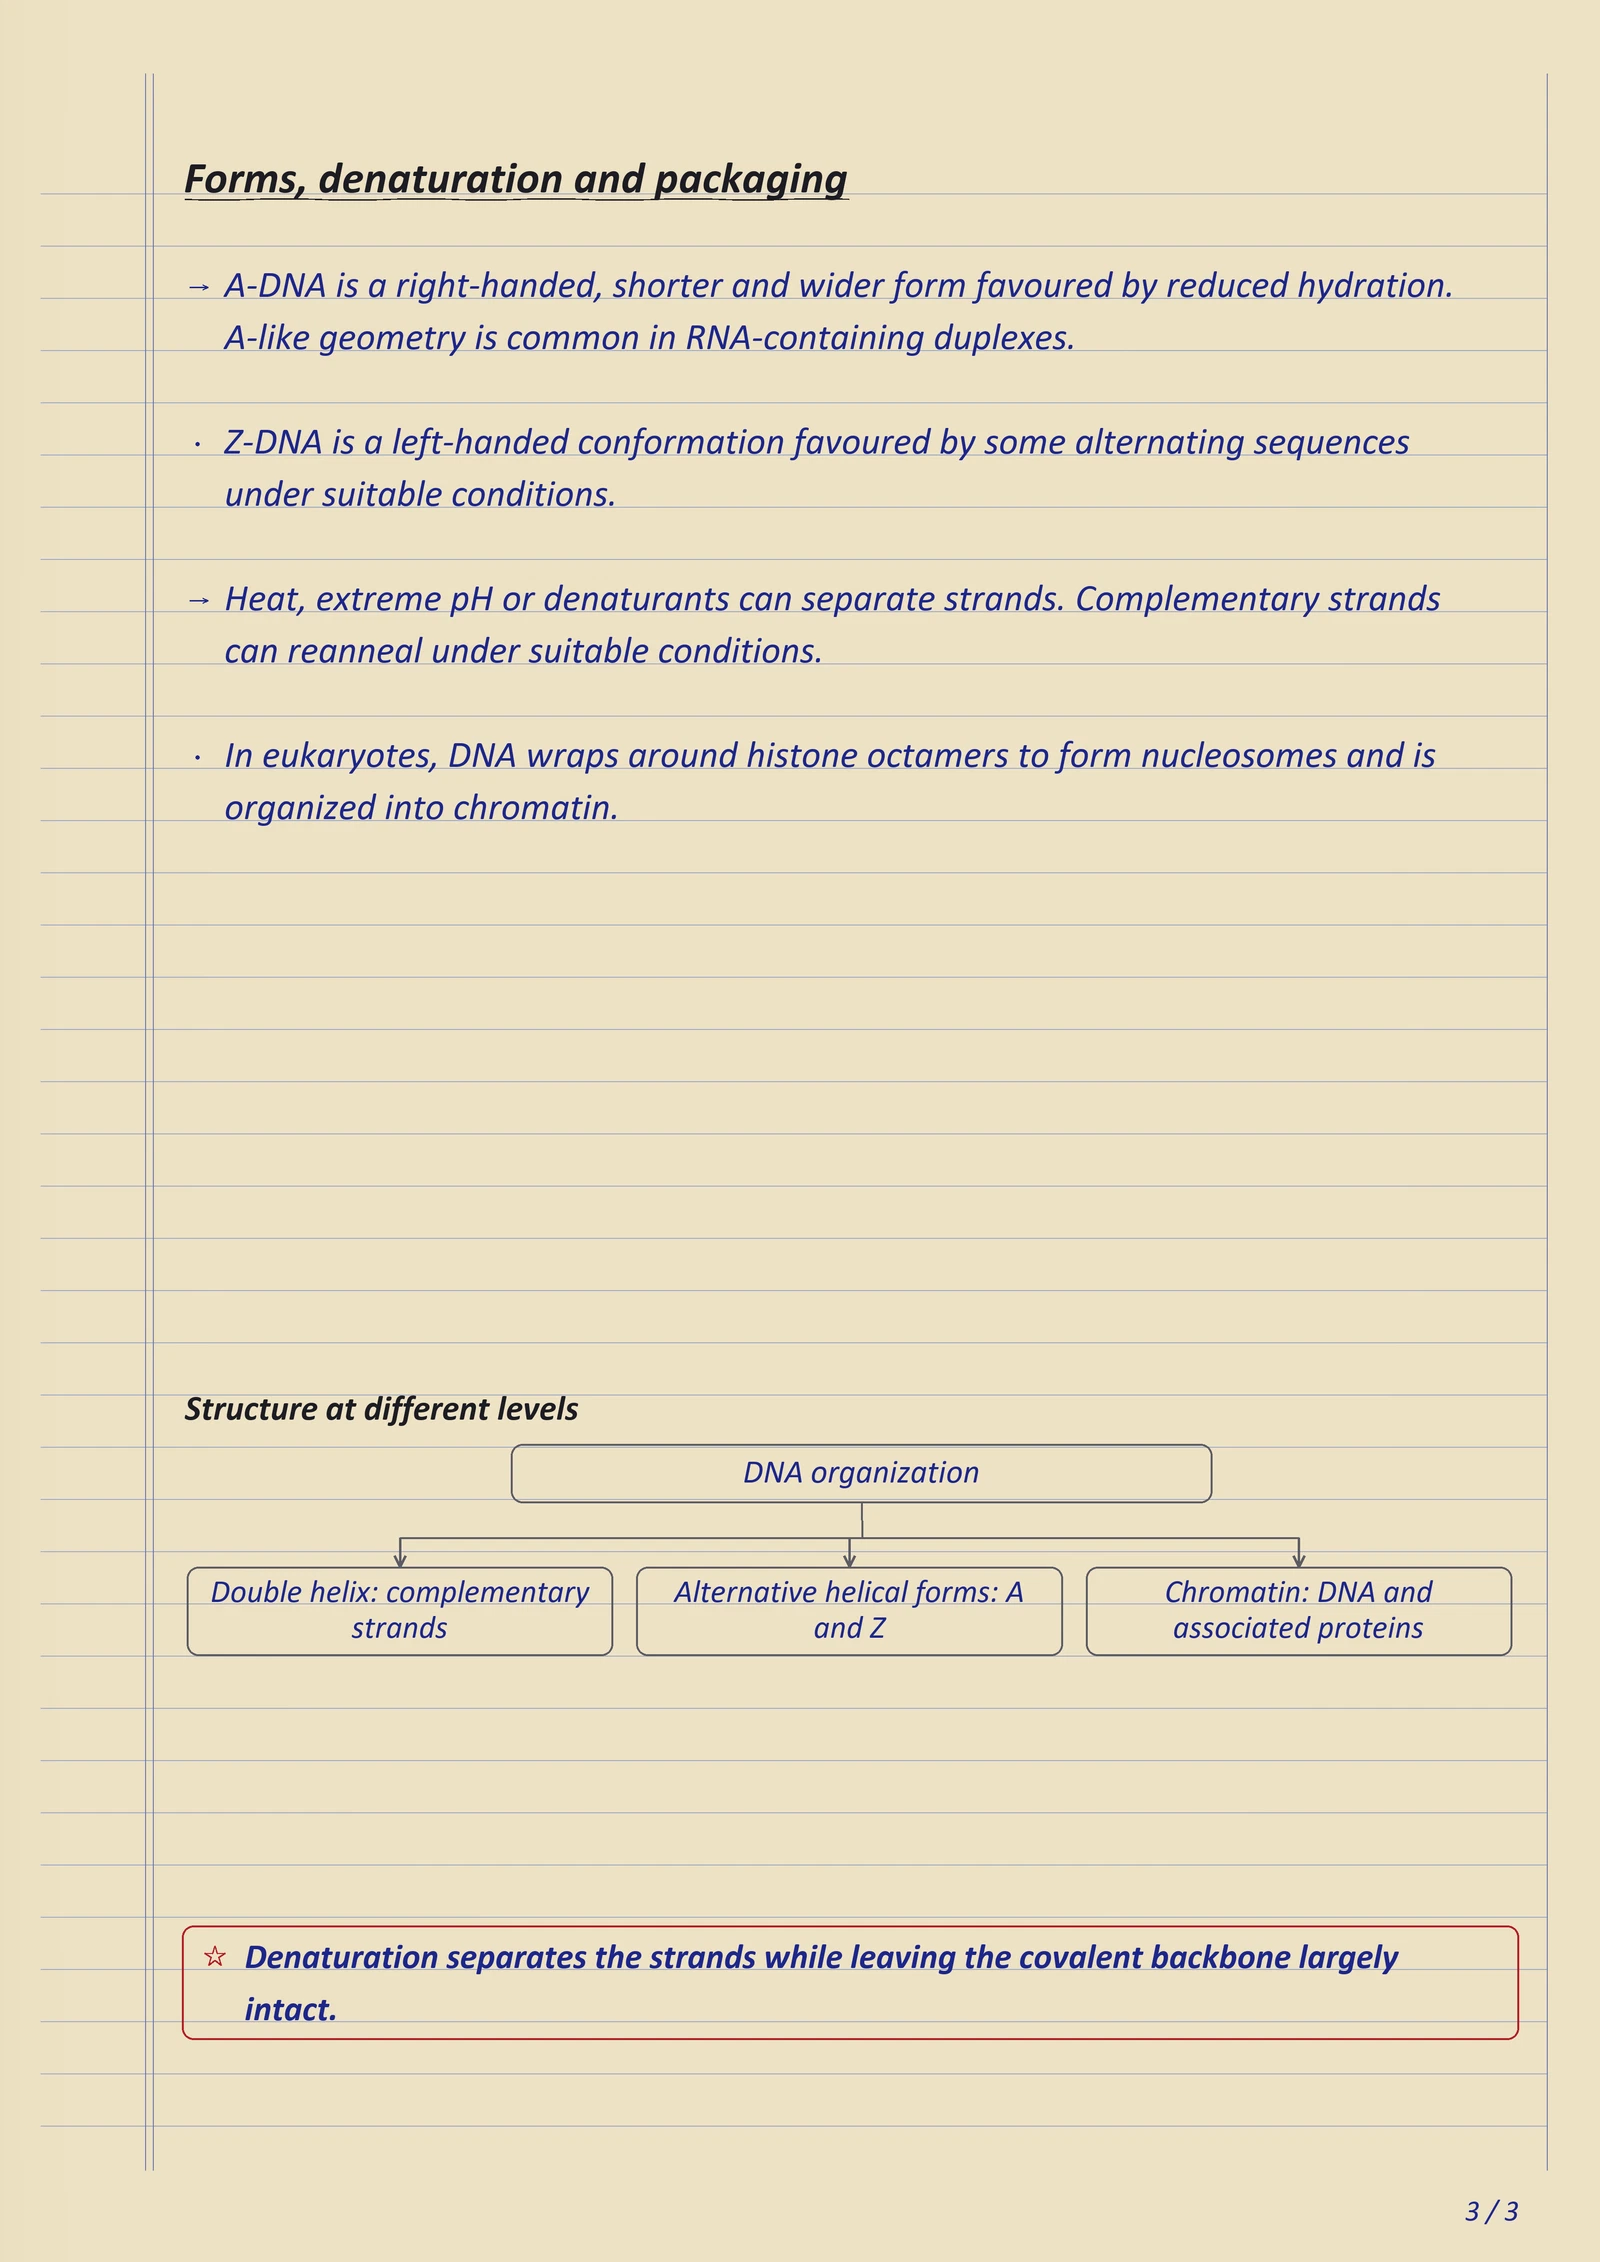 Forms, denaturation and packaging
→ A-DNA is a right-handed, shorter and wider form favoured by reduced hydration.
A-like geometry is common in RNA-containing duplexes.
· Z-DNA is a left-handed conformation favoured by some alternating sequences
under suitable conditions.
→ Heat, extreme pH or denaturants can separate strands. Complementary strands
can reanneal under suitable conditions.
· In eukaryotes, DNA wraps around histone octamers to form nucleosomes and is
organized into chromatin.
Structure at different levels
DNA organization
Double helix: complementary
strands
Alternative helical forms: A
and Z
Chromatin: DNA and
associated proteins
☆ Denaturation separates the strands while leaving the covalent backbone largely
intact.
3 / 3